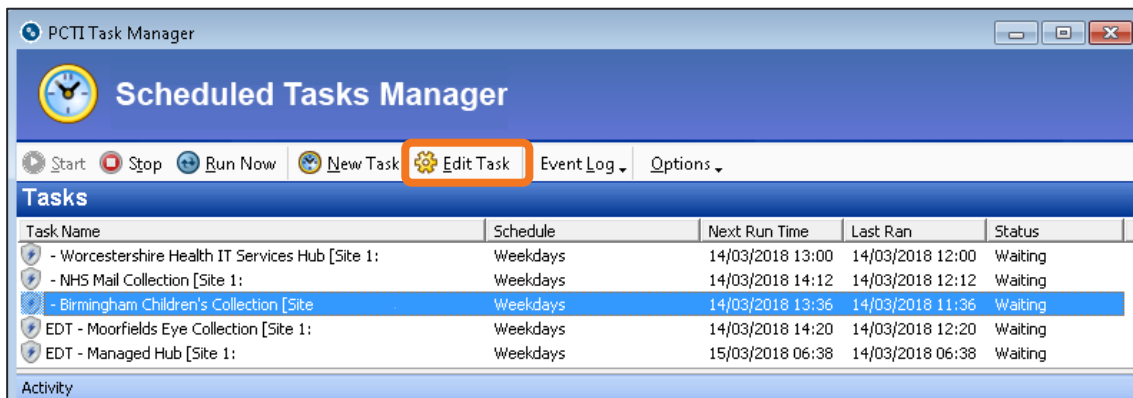 PCTI Task Manager
Scheduled Tasks Manager
Start Stop Run Now New Task Edit Task Event Log Options
Tasks
Task Name Schedule Next Run Time Last Ran Status
- Worcestershire Health IT Services Hub [Site 1: Weekdays 14/03/2018 13:00 14/03/2018 12:00 Waiting
- NHS Mail Collection [Site 1: Weekdays 14/03/2018 14:12 14/03/2018 12:12 Waiting
- Birmingham Children's Collection [Site Weekdays 14/03/2018 13:36 14/03/2018 11:36 Waiting
EDT - Moorfields Eye Collection [Site 1: Weekdays 14/03/2018 14:20 14/03/2018 12:20 Waiting
EDT - Managed Hub [Site 1: Weekdays 15/03/2018 06:38 14/03/2018 06:38 Waiting
Activity